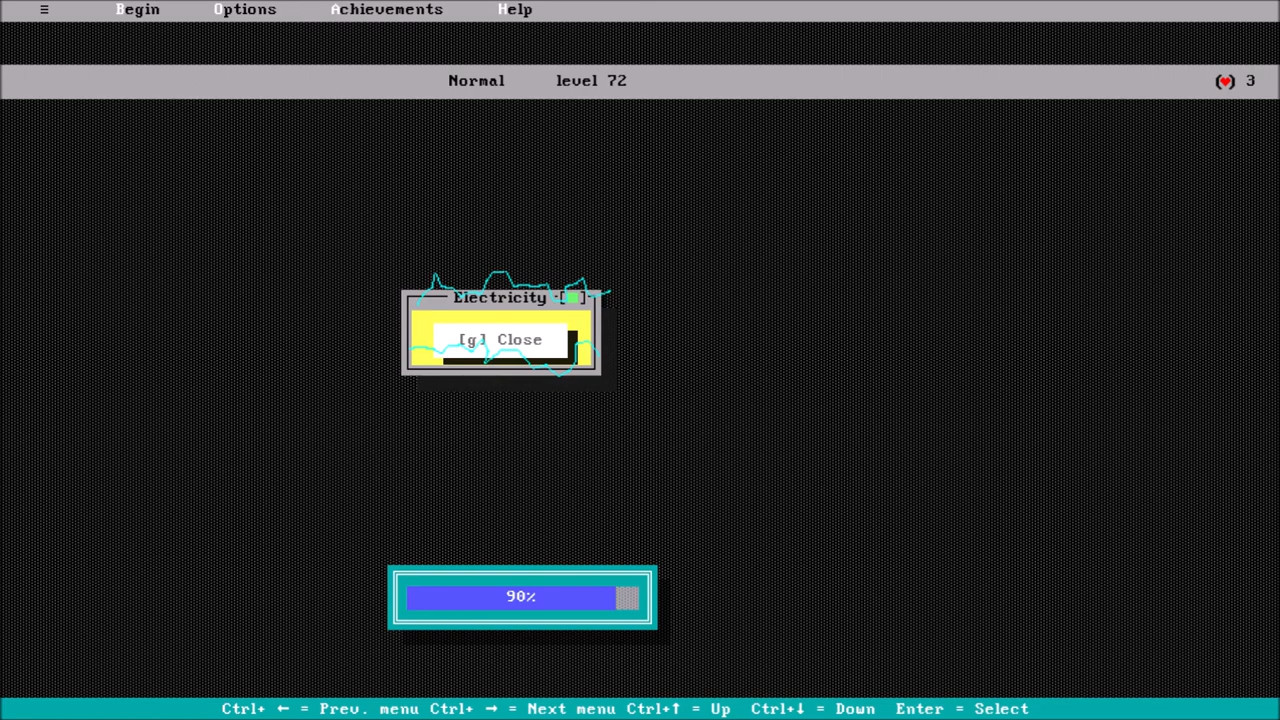 ≡ Begin Options Achievements Help
Normal level 72 (♥) 3
Electricity [■]
[g] Close
90%
Ctrl+ ← = Prev. menu Ctrl+ → = Next menu Ctrl+↑ = Up Ctrl+↓ = Down Enter = Select